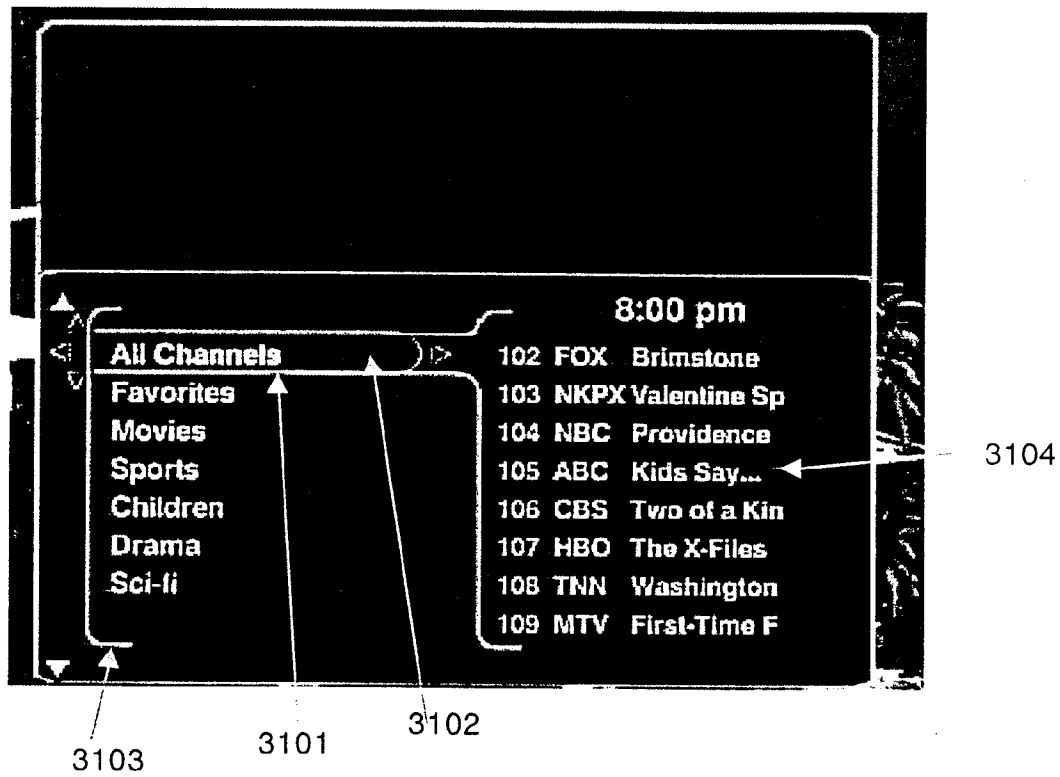 8:00 pm
All Channels
Favorites
Movies
Sports
Children
Drama
Sci-fi
102 FOX Brimstone
103 NKPX Valentine Sp
104 NBC Providence
105 ABC Kids Say...
106 CBS Two of a Kin
107 HBO The X-Files
108 TNN Washington
109 MTV First-Time F
3104
3103
3101
3102